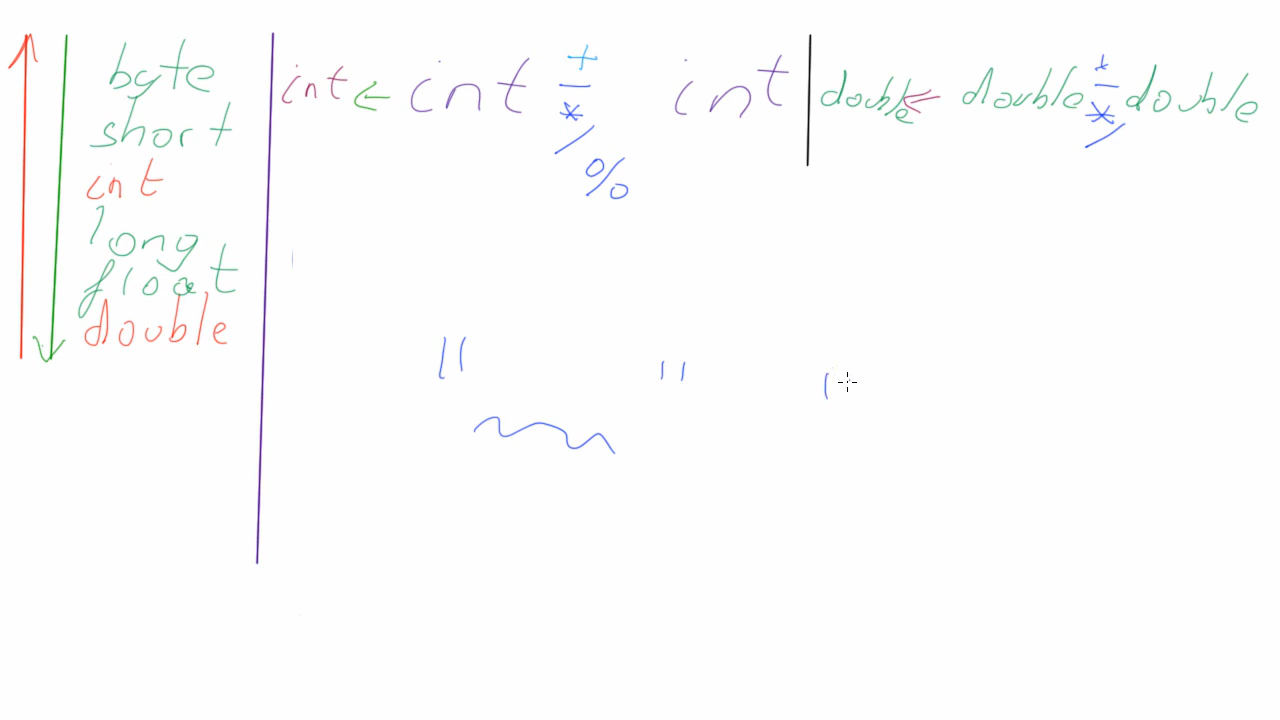 byte
short
int
long
float
double
int ← int + - * / % int
double ← double + - * / double
" "
"